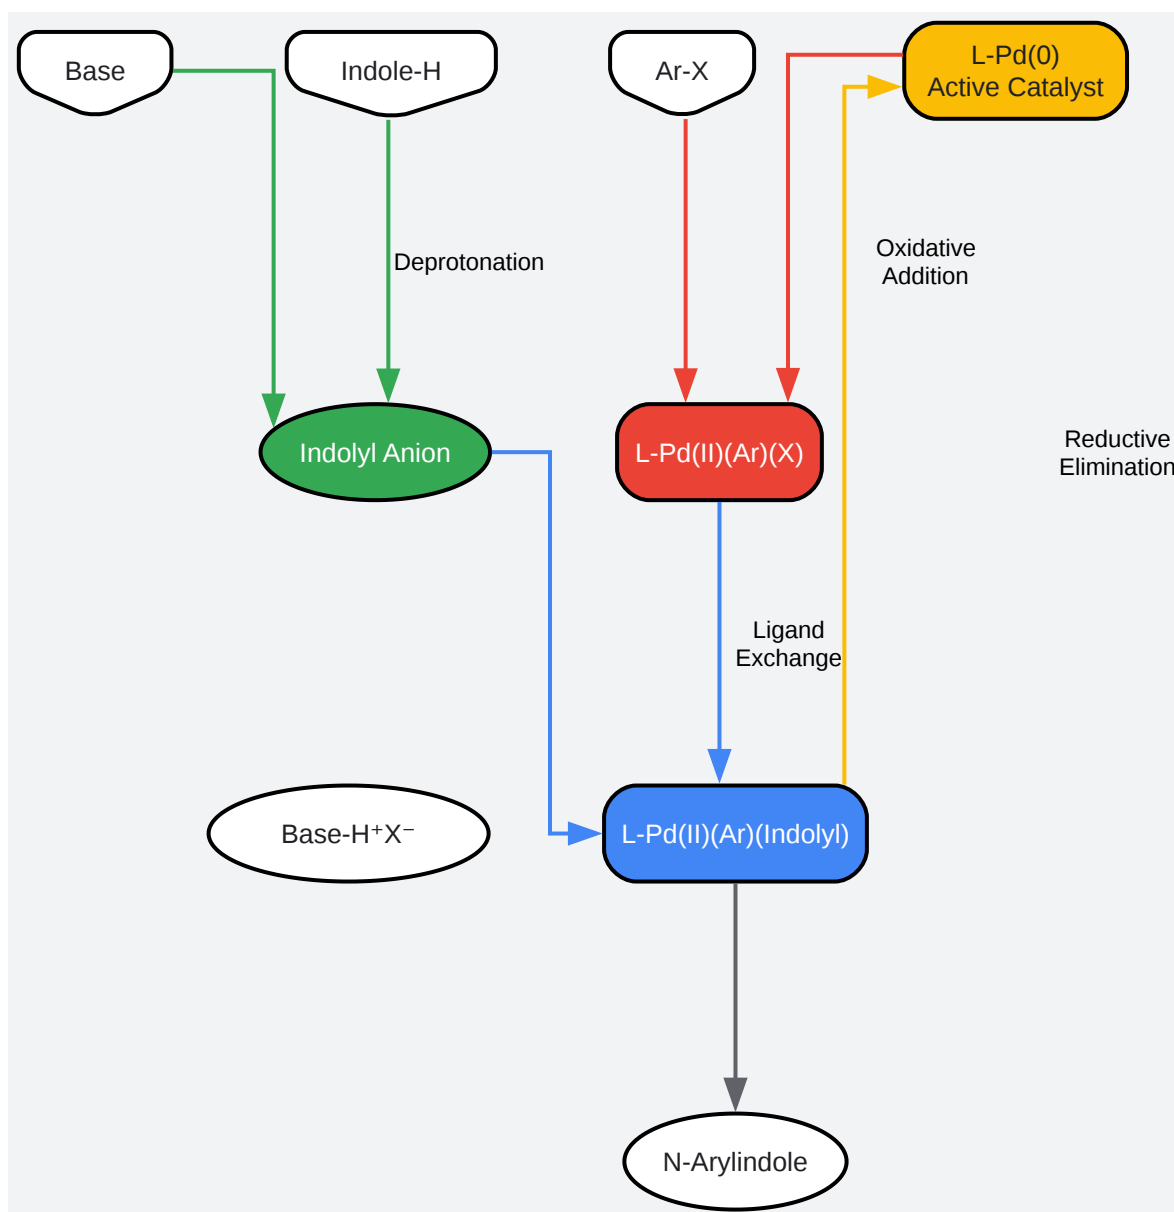 Base
Indole-H
Ar-X
L-Pd(0)
Active Catalyst
Deprotonation
Oxidative
Addition
Indolyl Anion
L-Pd(II)(Ar)(X)
Reductive
Elimination
Ligand
Exchange
Base-H⁺X⁻
L-Pd(II)(Ar)(Indolyl)
N-Arylindole